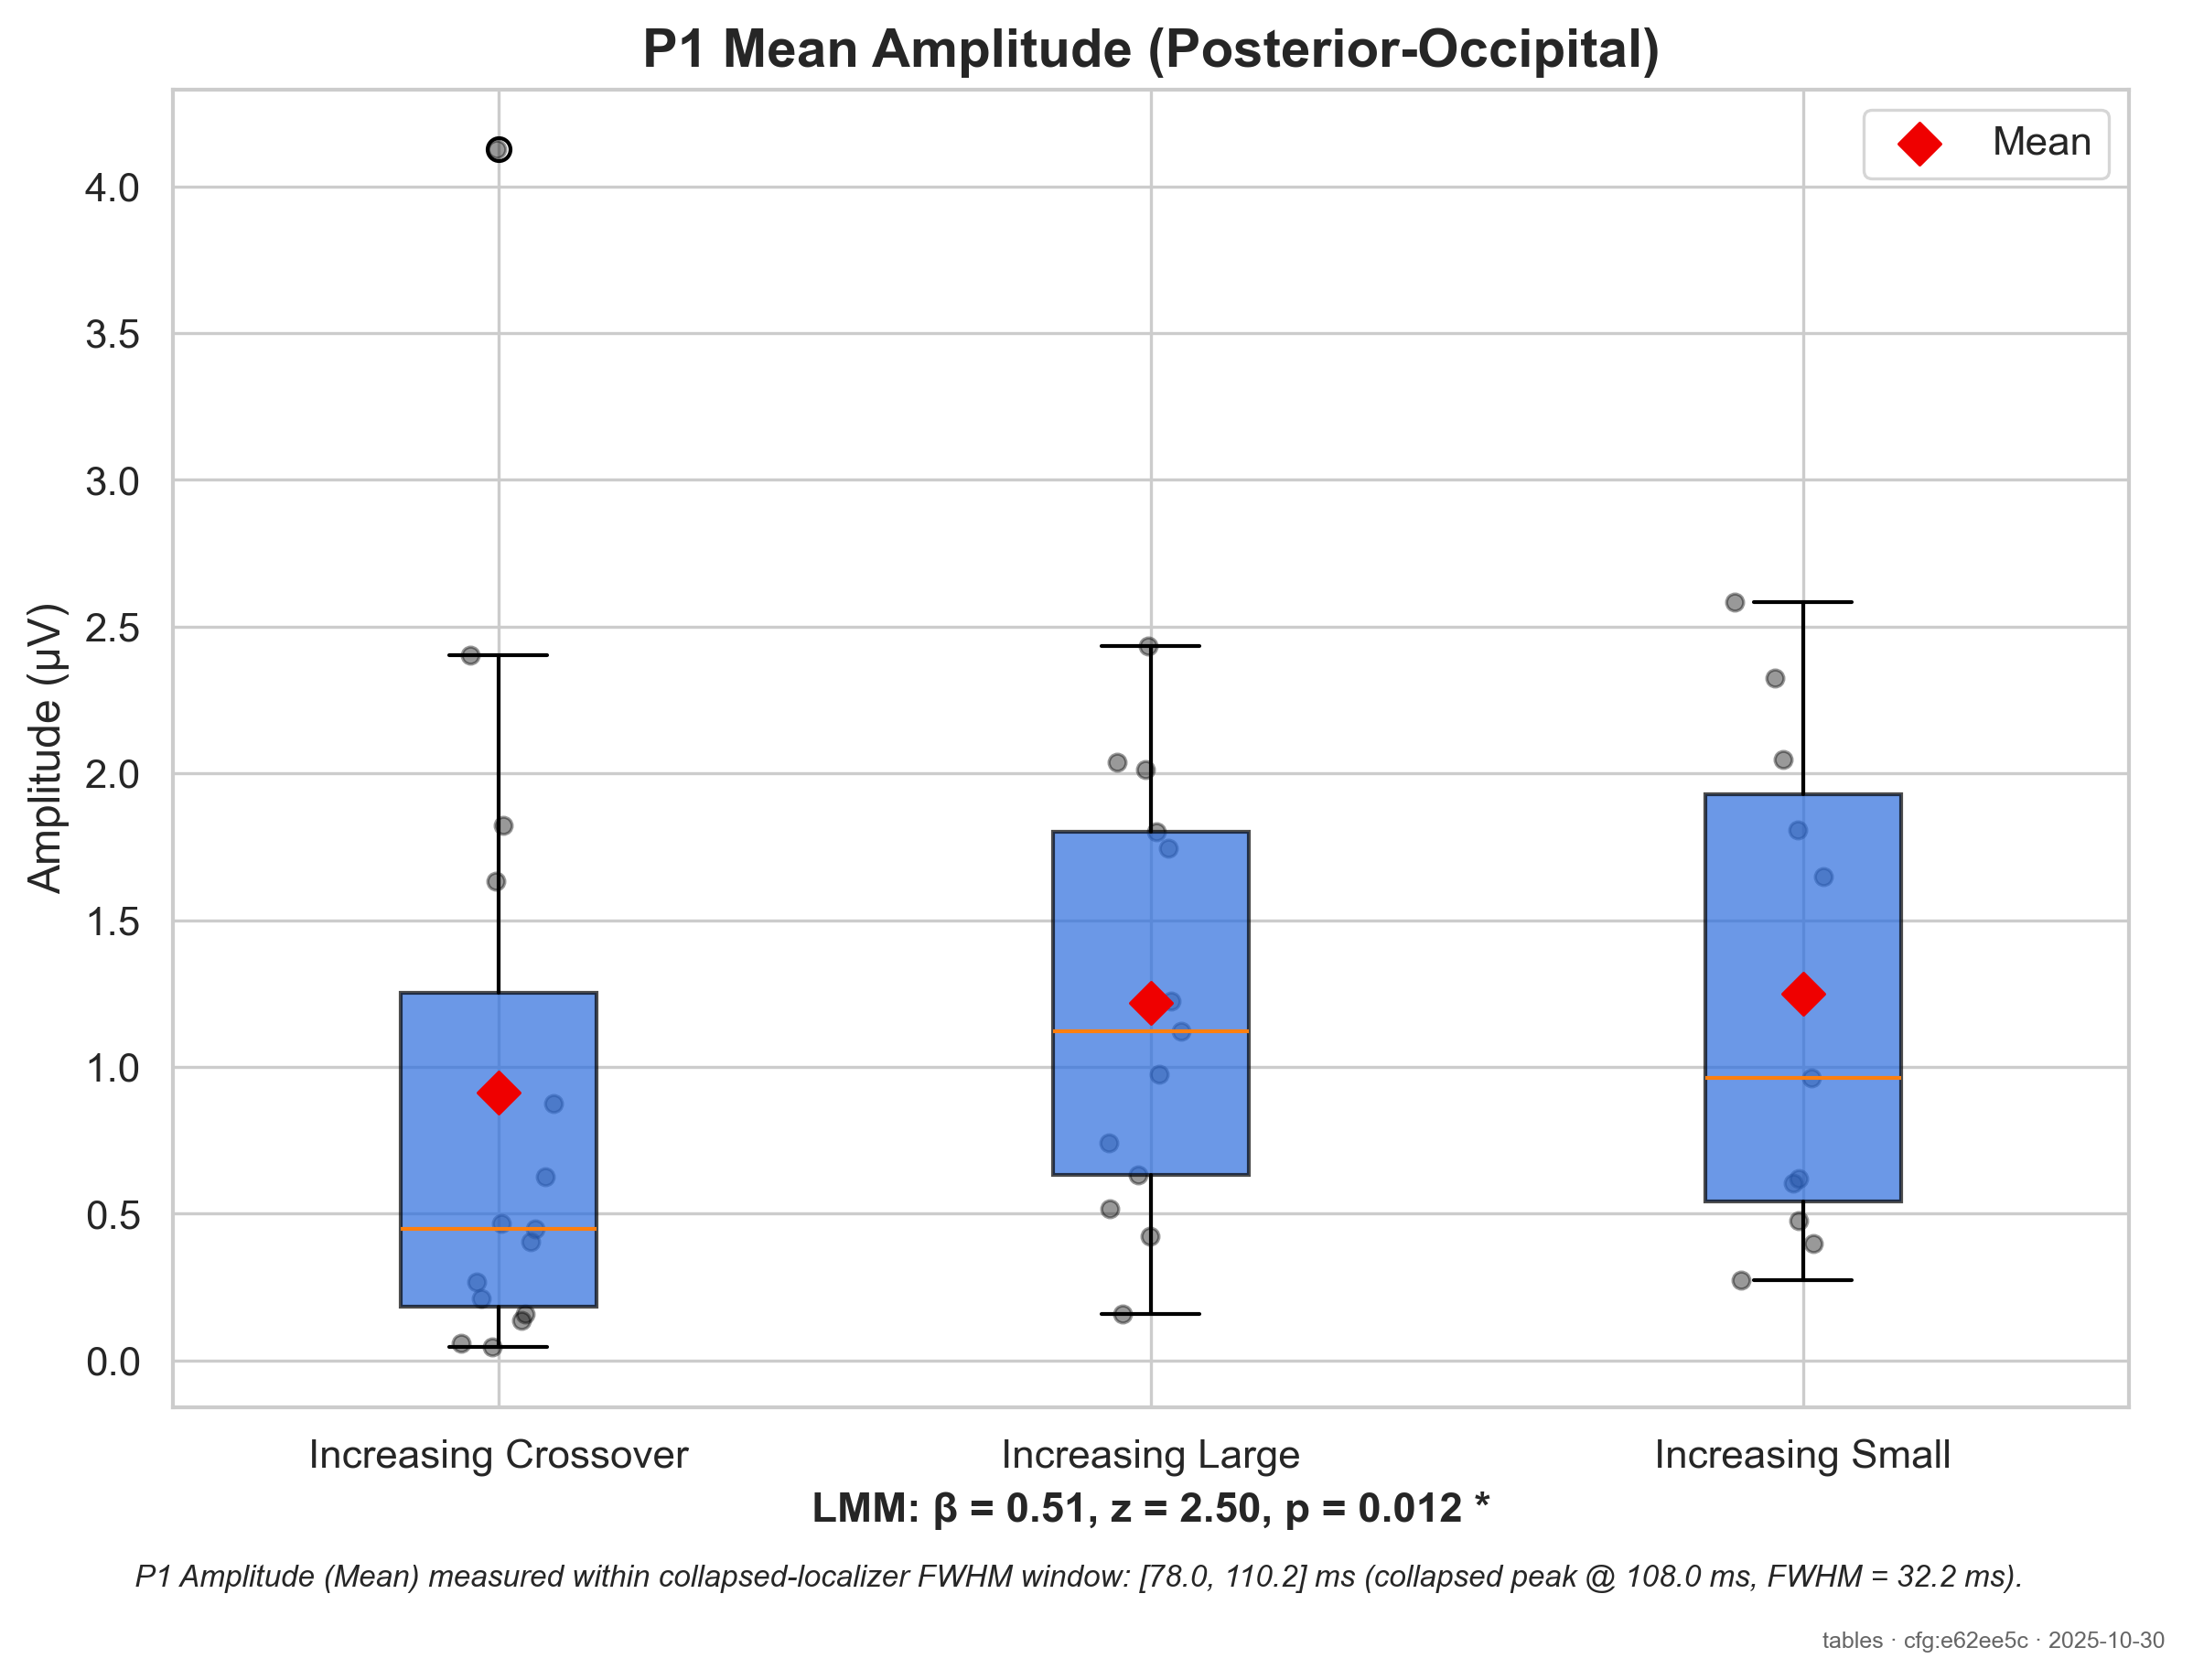 P1 Mean Amplitude (Posterior-Occipital)
Mean
Amplitude (µV)
4.0
3.5
3.0
2.5
2.0
1.5
1.0
0.5
0.0
Increasing Crossover
Increasing Large
Increasing Small
LMM: β = 0.51, z = 2.50, p = 0.012 *
P1 Amplitude (Mean) measured within collapsed-localizer FWHM window: [78.0, 110.2] ms (collapsed peak @ 108.0 ms, FWHM = 32.2 ms).
tables · cfg:e62ee5c · 2025-10-30